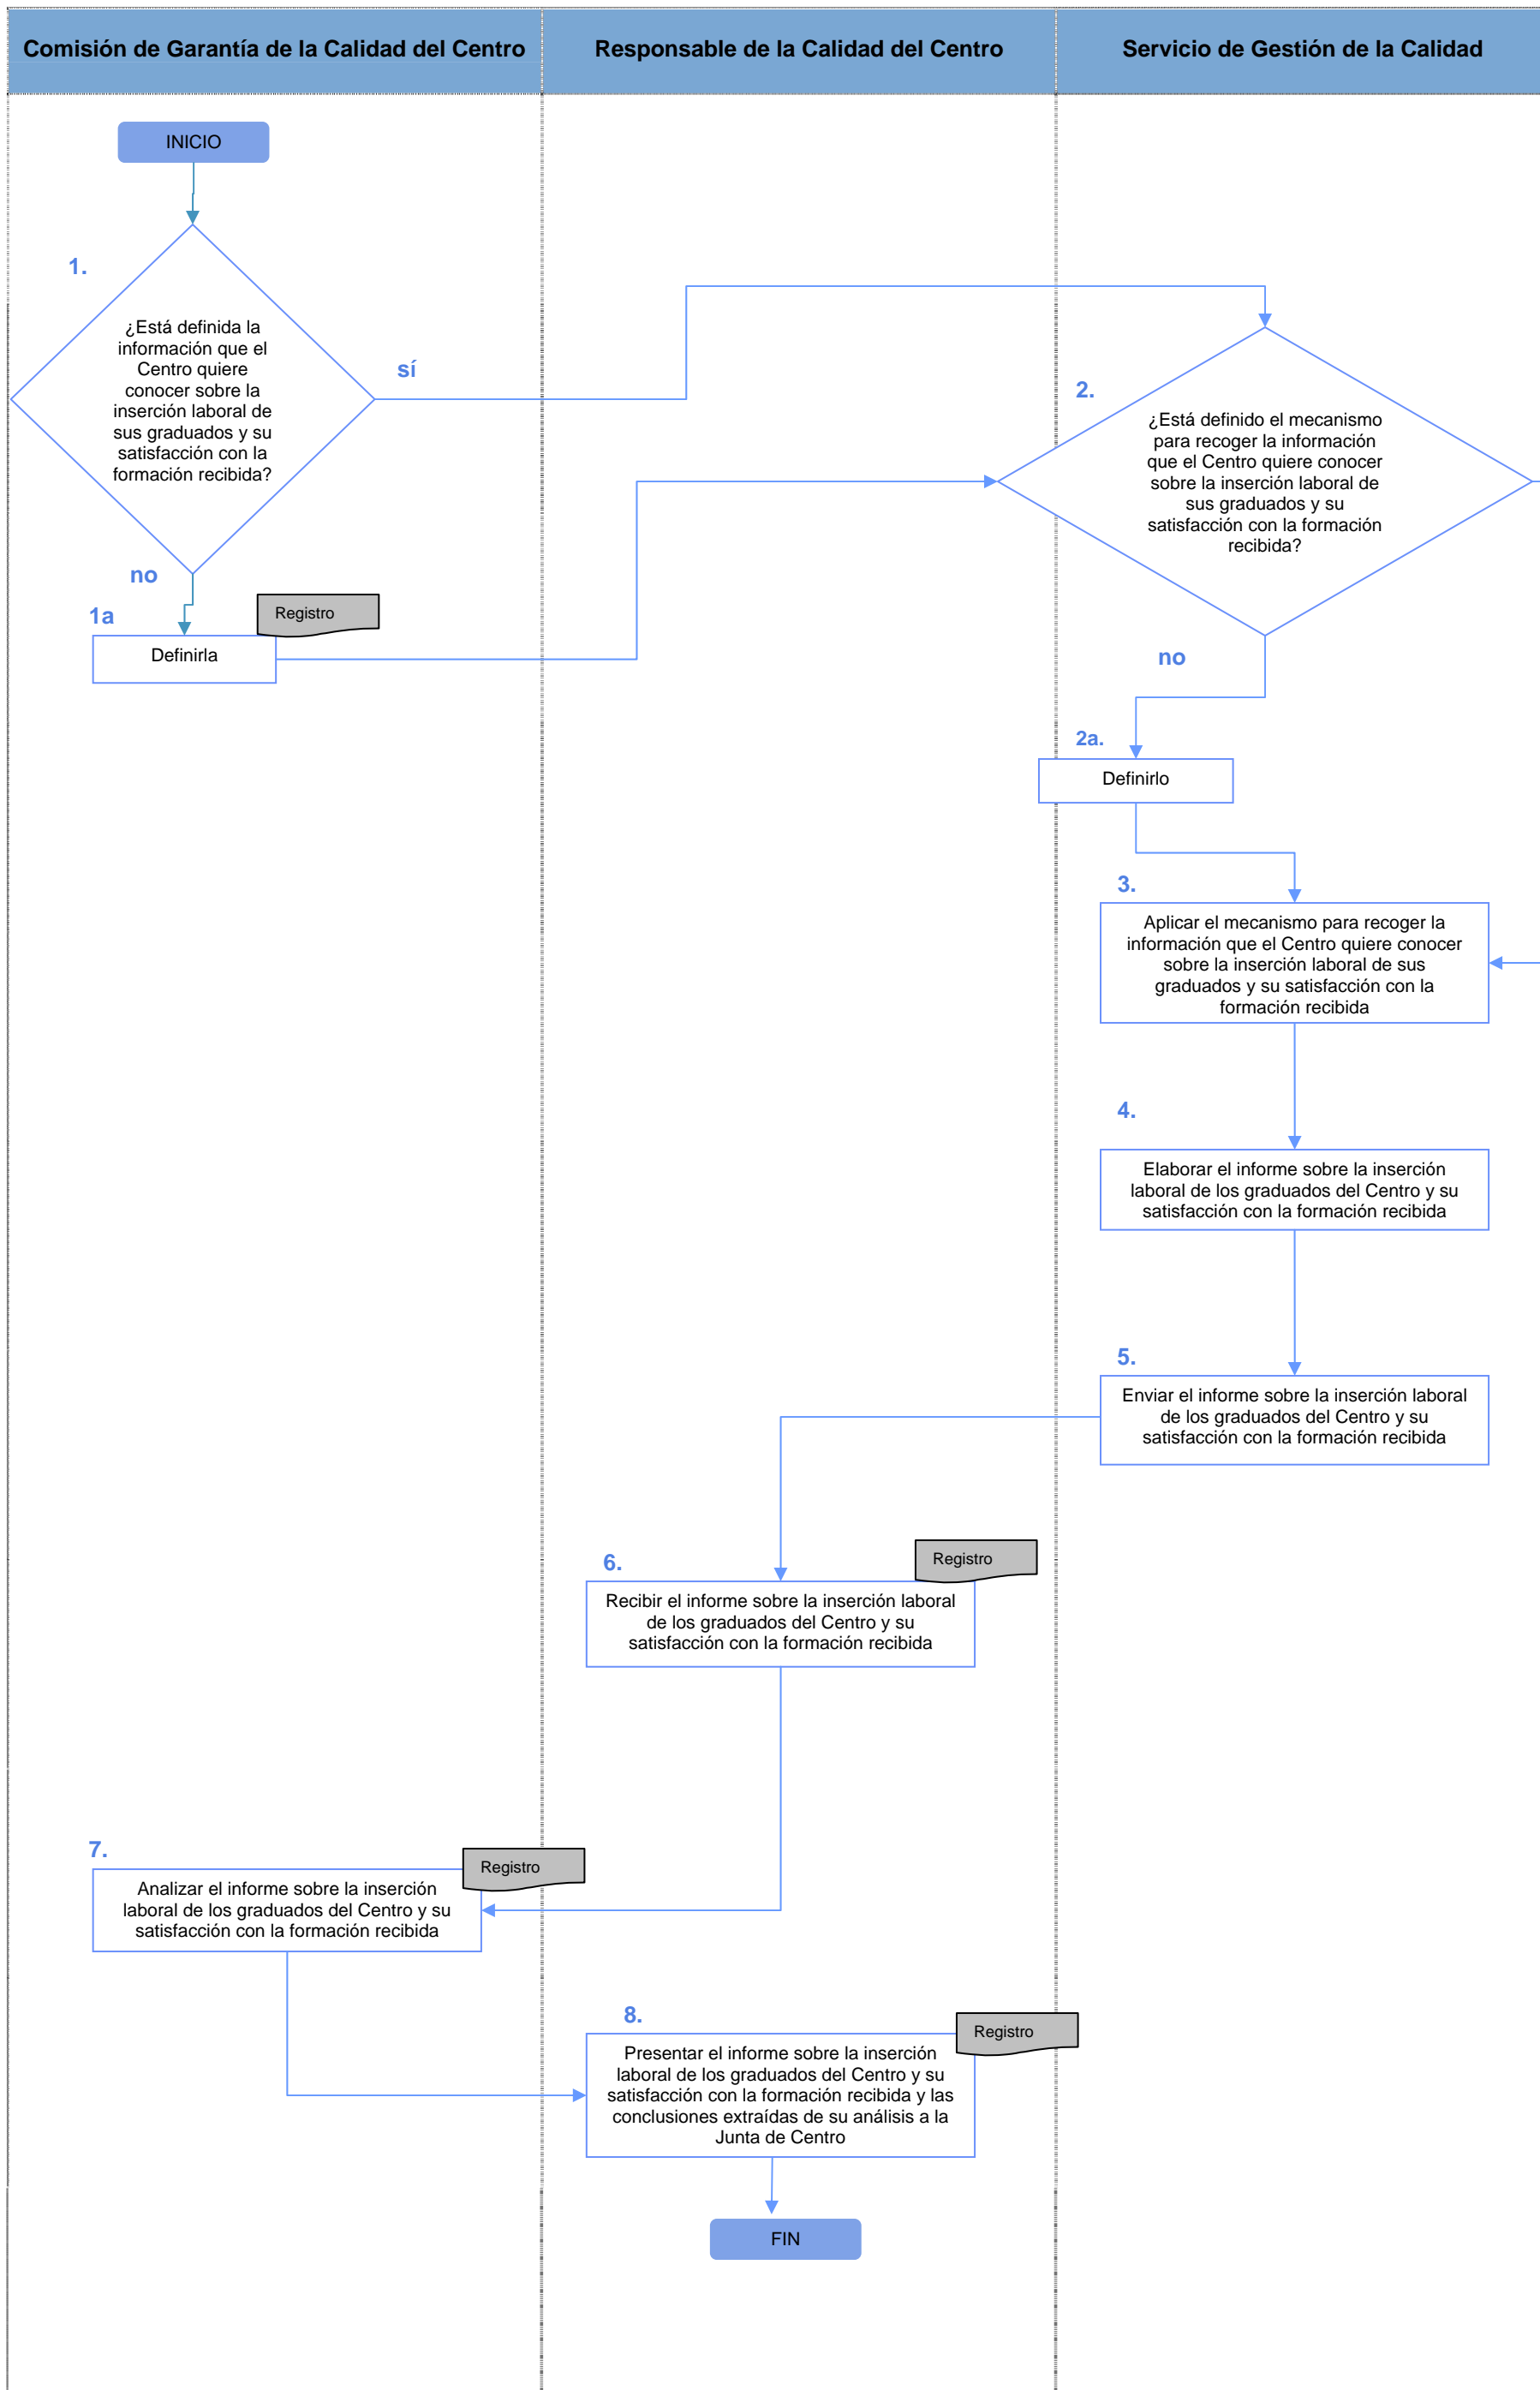 Comisión de Garantía de la Calidad del Centro
Responsable de la Calidad del Centro
Servicio de Gestión de la Calidad
INICIO
1.
¿Está definida la
información que el
Centro quiere
conocer sobre la
inserción laboral de
sus graduados y su
satisfacción con la
formación recibida?
sí
2.
¿Está definido el mecanismo
para recoger la información
que el Centro quiere conocer
sobre la inserción laboral de
sus graduados y su
satisfacción con la formación
recibida?
no
1a
Registro
Definirla
no
2a.
Definirlo
3.
Aplicar el mecanismo para recoger la
información que el Centro quiere conocer
sobre la inserción laboral de sus
graduados y su satisfacción con la
formación recibida
4.
Elaborar el informe sobre la inserción
laboral de los graduados del Centro y su
satisfacción con la formación recibida
5.
Enviar el informe sobre la inserción laboral
de los graduados del Centro y su
satisfacción con la formación recibida
6.
Registro
Recibir el informe sobre la inserción laboral
de los graduados del Centro y su
satisfacción con la formación recibida
7.
Registro
Analizar el informe sobre la inserción
laboral de los graduados del Centro y su
satisfacción con la formación recibida
8.
Registro
Presentar el informe sobre la inserción
laboral de los graduados del Centro y su
satisfacción con la formación recibida y las
conclusiones extraídas de su análisis a la
Junta de Centro
FIN